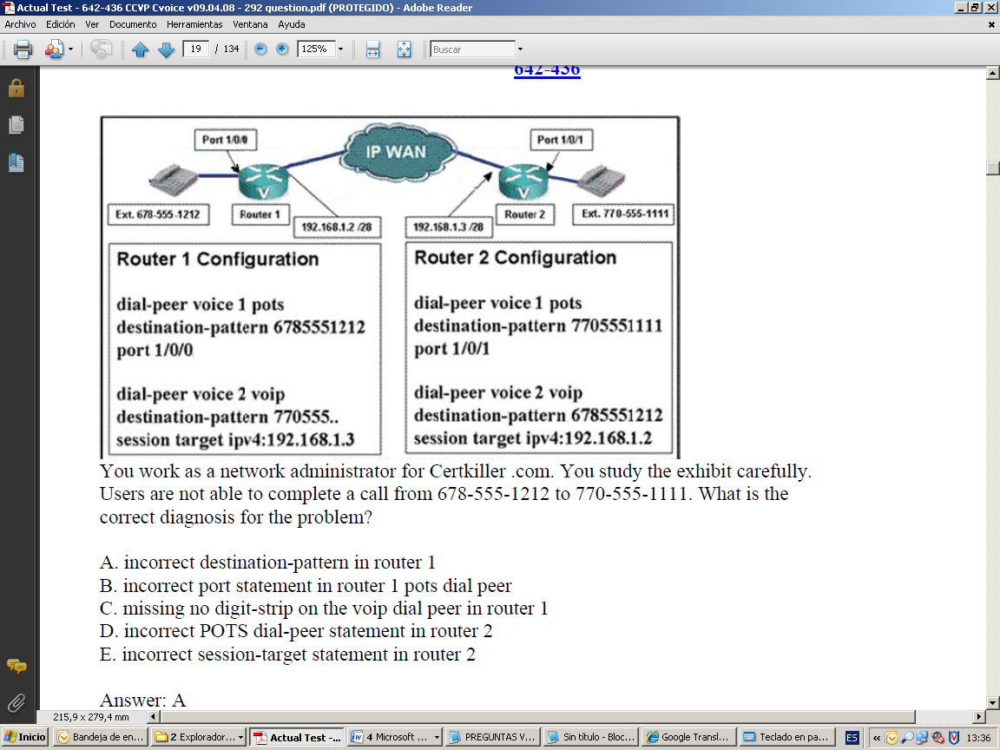 Actual Test - 642-436 CCVP Cvoice v09.04.08 - 292 question.pdf (PROTEGIDO) - Adobe Reader
Archivo Edición Ver Documento Herramientas Ventana Ayuda
19 / 134 125% Buscar
642-436
Port 1/0/0
IP WAN
Port 1/0/1
V
V
Ext. 678-555-1212
Router 1
192.168.1.2 /28
192.168.1.3 /28
Router 2
Ext. 770-555-1111
Router 1 Configuration
dial-peer voice 1 pots
destination-pattern 6785551212
port 1/0/0
dial-peer voice 2 voip
destination-pattern 770555..
session target ipv4:192.168.1.3
Router 2 Configuration
dial-peer voice 1 pots
destination-pattern 7705551111
port 1/0/1
dial-peer voice 2 voip
destination-pattern 6785551212
session target ipv4:192.168.1.2
You work as a network administrator for Certkiller .com. You study the exhibit carefully.
Users are not able to complete a call from 678-555-1212 to 770-555-1111. What is the
correct diagnosis for the problem?
A. incorrect destination-pattern in router 1
B. incorrect port statement in router 1 pots dial peer
C. missing no digit-strip on the voip dial peer in router 1
D. incorrect POTS dial-peer statement in router 2
E. incorrect session-target statement in router 2
Answer: A
215,9 x 279,4 mm
Inicio Bandeja de en... 2 Explorador... Actual Test -... 4 Microsoft ... PREGUNTAS V... Sin título - Bloc... Google Transl... Teclado en pa... ES « 13:36